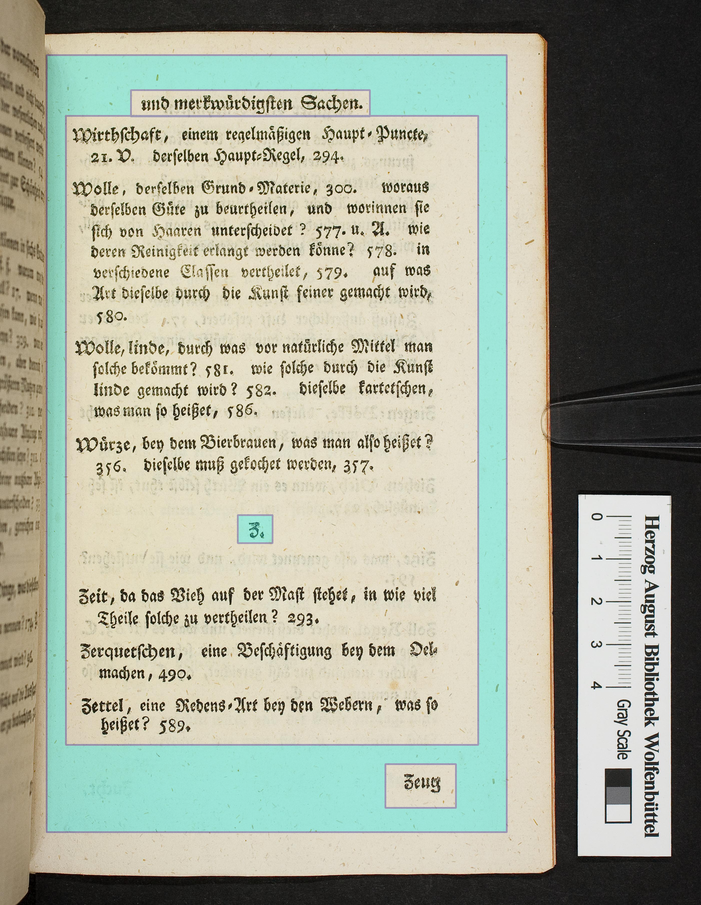 und merkwürdigsten Sachen.
Wirthschaft, einem regelmäßigen Haupt-Puncte,
21. V. derselben Haupt-Regel, 294.
Wolle, derselben Grund-Materie, 300. woraus
derselben Güte zu beurtheilen, und worinnen sie
sich von Haaren unterscheidet? 577. u. A. wie
deren Reinigkeit erlangt werden könne? 578. in
verschiedene Classen vertheilet, 579. auf was
Art dieselbe durch die Kunst feiner gemacht wird,
580.
Wolle, linde, durch was vor natürliche Mittel man
solche bekömmt? 581. wie solche durch die Kunst
linde gemacht wird? 582. dieselbe kartetschen,
was man so heißet, 586.
Würze, bey dem Bierbrauen, was man also heißet?
356. dieselbe muß gekochet werden, 357.
Z.
Zeit, da das Vieh auf der Mast stehet, in wie viel
Theile solche zu vertheilen? 293.
Zerquetschen, eine Beschäftigung bey dem Oel-
machen, 490.
Zettel, eine Redens-Art bey den Webern, was so
heißet? 589.
Zeug
Herzog August Bibliothek Wolfenbüttel
0 1 2 3 4
Gray Scale